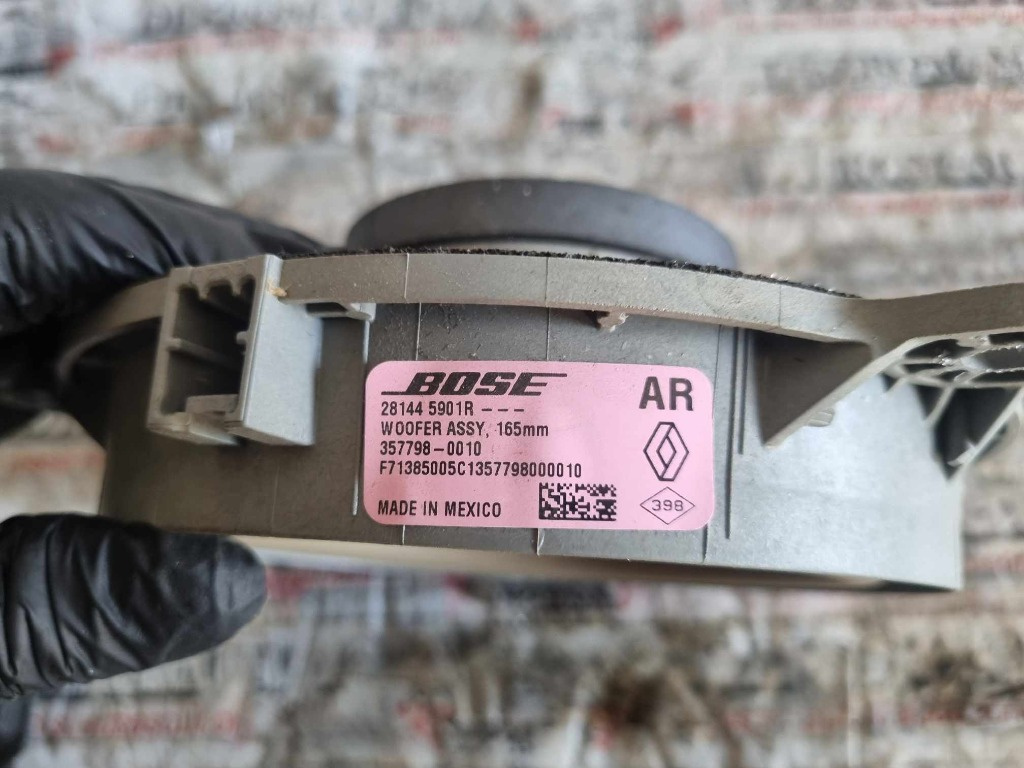 BOSE
AR
28144 5901R ---
WOOFER ASSY, 165mm
357798-0010
F71385005C1357798000010
MADE IN MEXICO
398